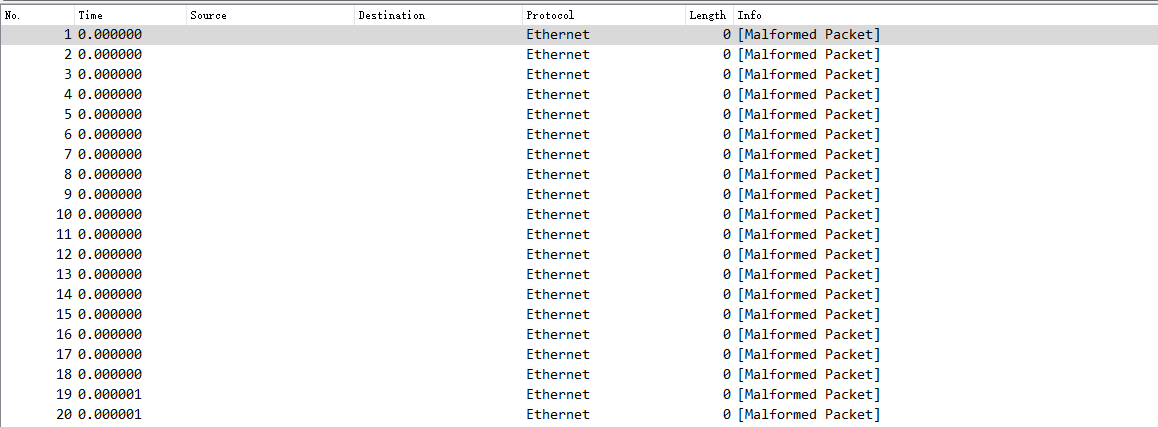 No. Time Source Destination Protocol Length Info
1 0.000000 Ethernet 0 [Malformed Packet]
2 0.000000 Ethernet 0 [Malformed Packet]
3 0.000000 Ethernet 0 [Malformed Packet]
4 0.000000 Ethernet 0 [Malformed Packet]
5 0.000000 Ethernet 0 [Malformed Packet]
6 0.000000 Ethernet 0 [Malformed Packet]
7 0.000000 Ethernet 0 [Malformed Packet]
8 0.000000 Ethernet 0 [Malformed Packet]
9 0.000000 Ethernet 0 [Malformed Packet]
10 0.000000 Ethernet 0 [Malformed Packet]
11 0.000000 Ethernet 0 [Malformed Packet]
12 0.000000 Ethernet 0 [Malformed Packet]
13 0.000000 Ethernet 0 [Malformed Packet]
14 0.000000 Ethernet 0 [Malformed Packet]
15 0.000000 Ethernet 0 [Malformed Packet]
16 0.000000 Ethernet 0 [Malformed Packet]
17 0.000000 Ethernet 0 [Malformed Packet]
18 0.000000 Ethernet 0 [Malformed Packet]
19 0.000001 Ethernet 0 [Malformed Packet]
20 0.000001 Ethernet 0 [Malformed Packet]